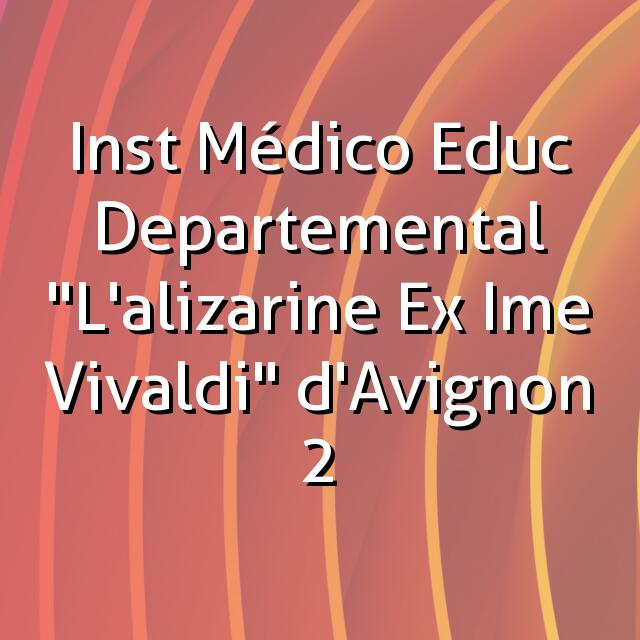 Inst Médico Educ
Departemental
"L'alizarine Ex Ime
Vivaldi" d'Avignon
2